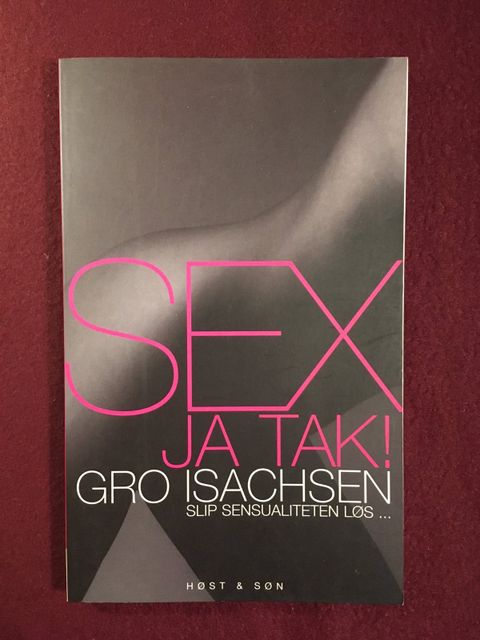 SEX
JA TAK!
GRO ISACHSEN
SLIP SENSUALITETEN LØS ...
HØST & SØN